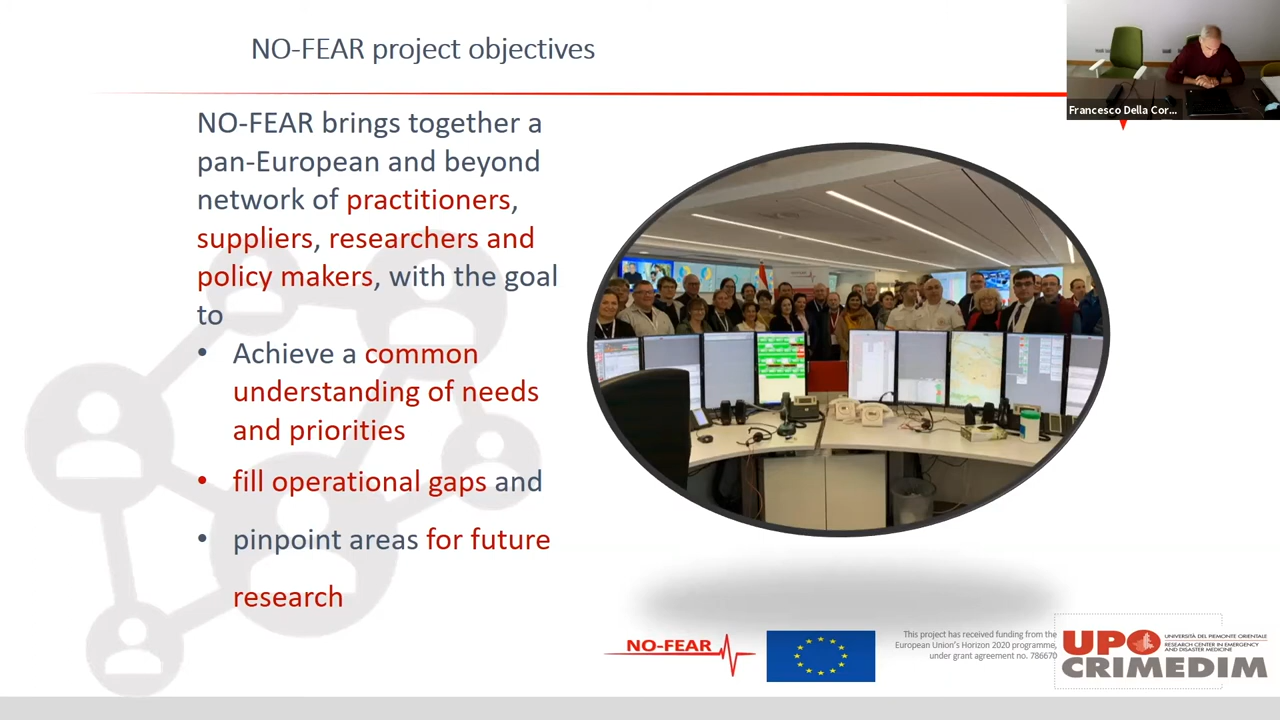 NO-FEAR project objectives
Francesco Della Cor...
NO-FEAR brings together a
pan-European and beyond
network of practitioners,
suppliers, researchers and
policy makers, with the goal
to
• Achieve a common
understanding of needs
and priorities
• fill operational gaps and
• pinpoint areas for future
research
NO-FEAR
This project has received funding from the
European Union's Horizon 2020 programme,
under grant agreement no. 786670
UPO
UNIVERSITÀ DEL PIEMONTE ORIENTALE
RESEARCH CENTER IN EMERGENCY
AND DISASTER MEDICINE
CRIMEDIM